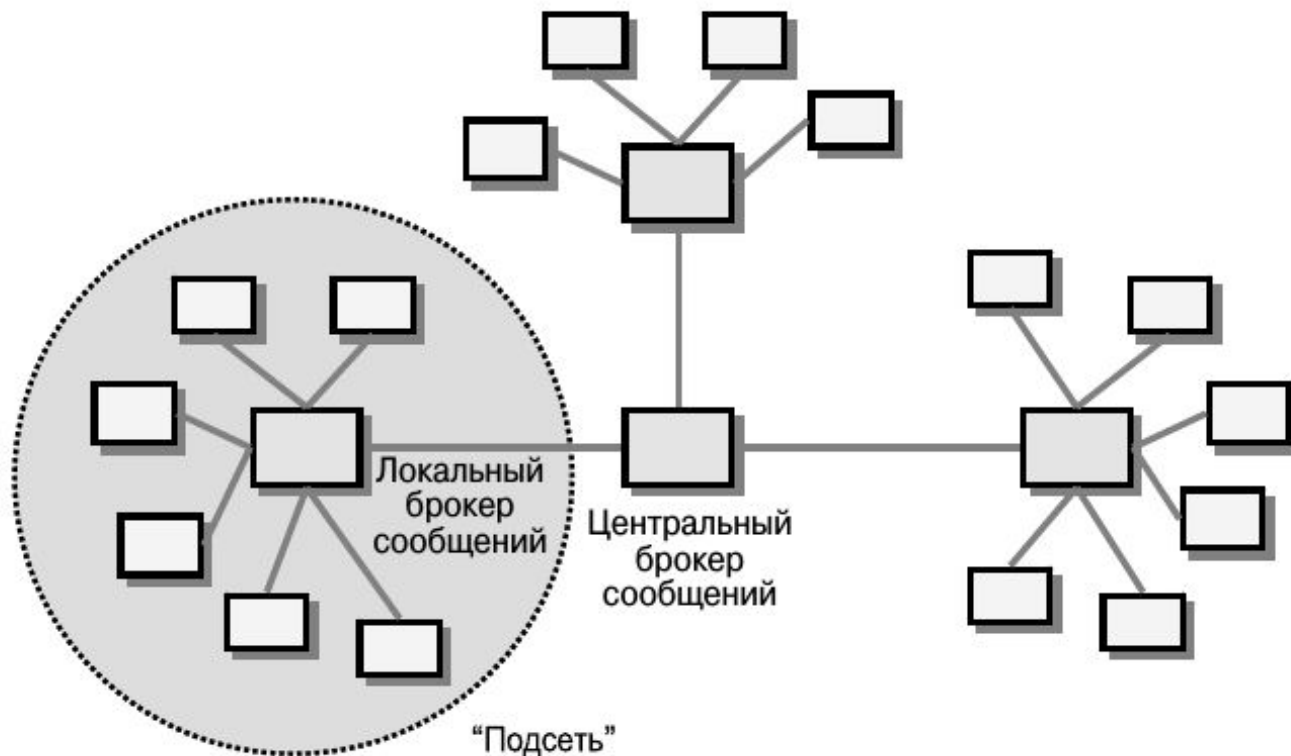 Локальный
брокер
сообщений
Центральный
брокер
сообщений
“Подсеть”